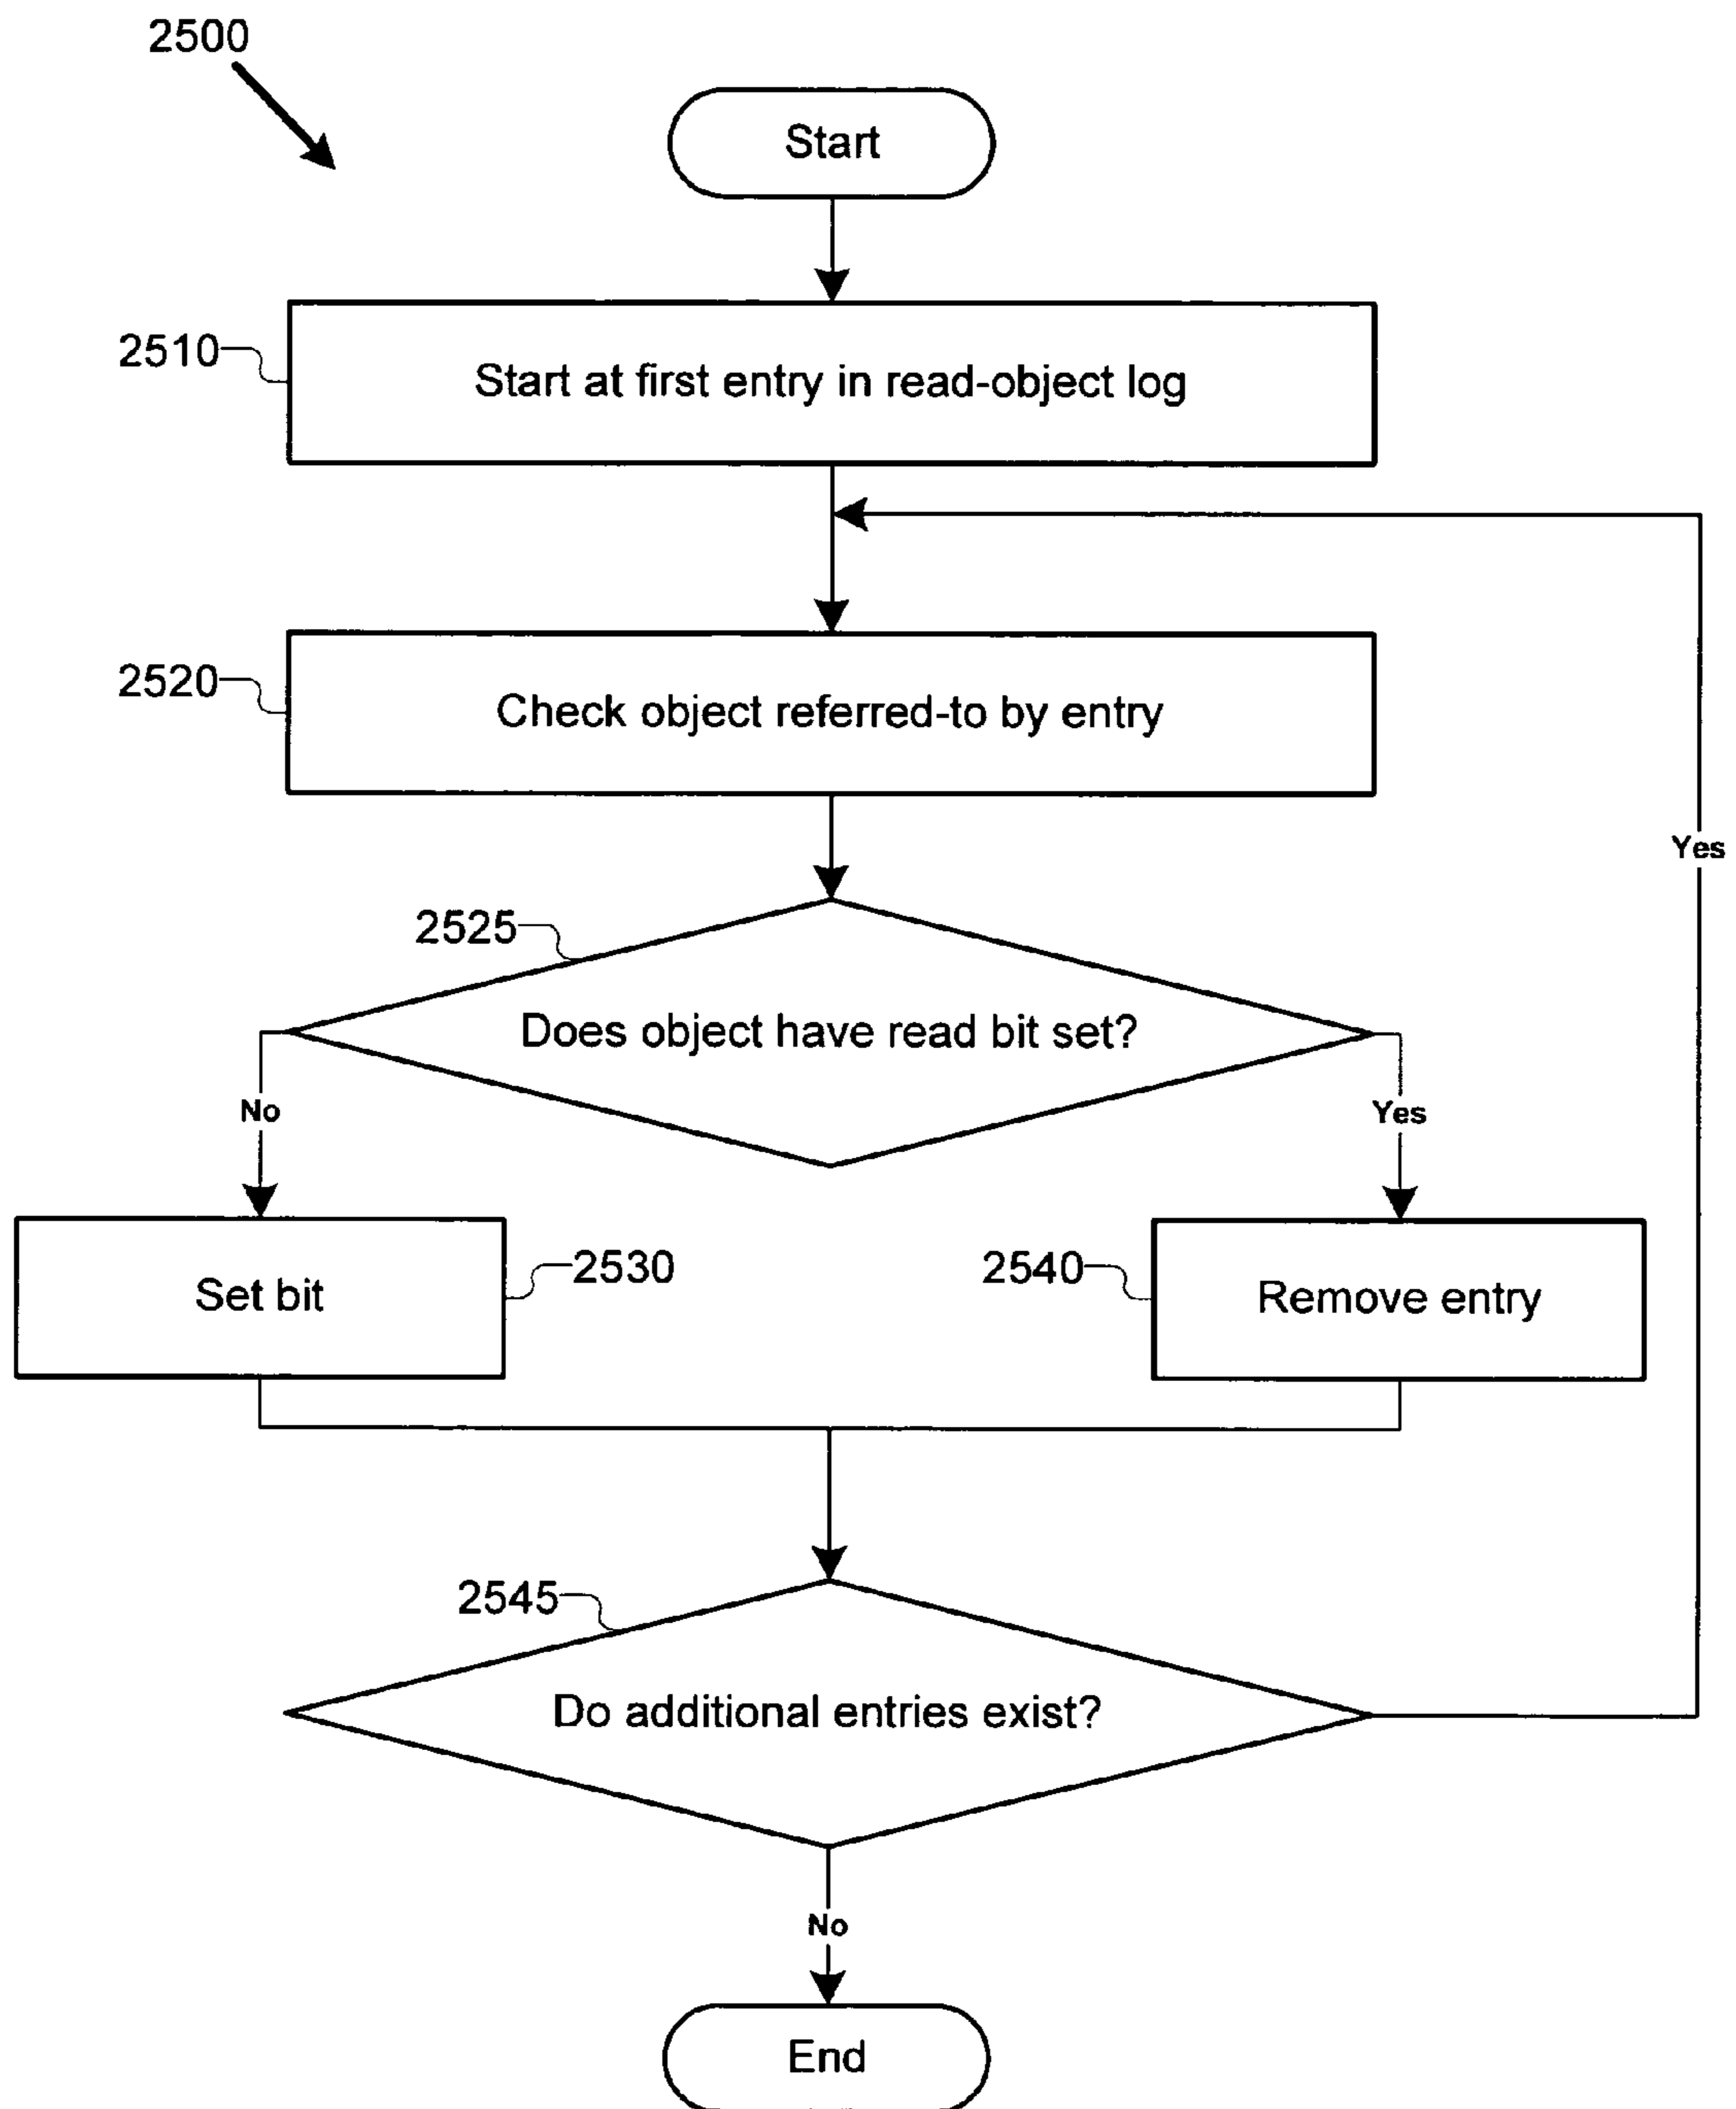 2500
Start
2510
Start at first entry in read-object log
2520
Check object referred-to by entry
Yes
2525
Does object have read bit set?
No
Yes
Set bit
2530
2540
Remove entry
2545
Do additional entries exist?
No
End